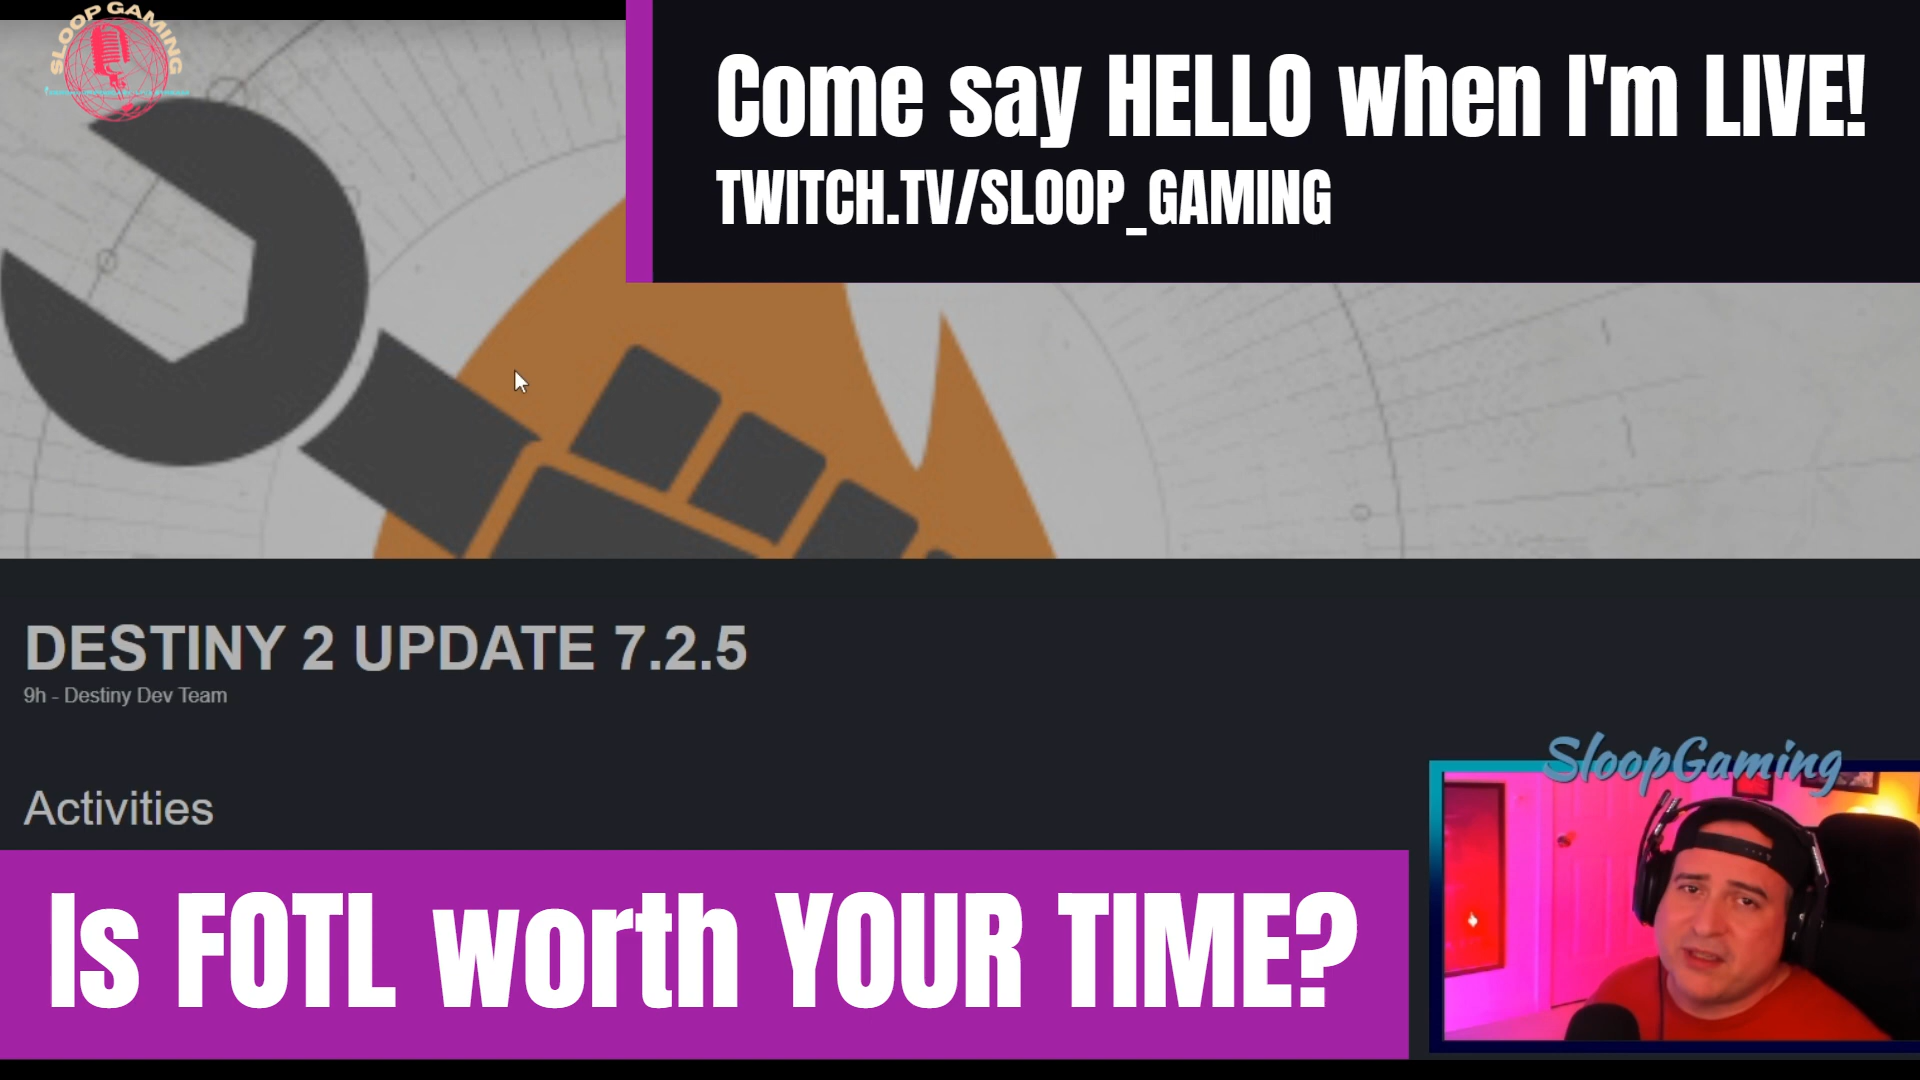 SLOOP GAMING
Come say HELLO when I'm LIVE!
TWITCH.TV/SLOOP_GAMING
DESTINY 2 UPDATE 7.2.5
9h - Destiny Dev Team
Activities
SloopGaming
Is FOTL worth YOUR TIME?